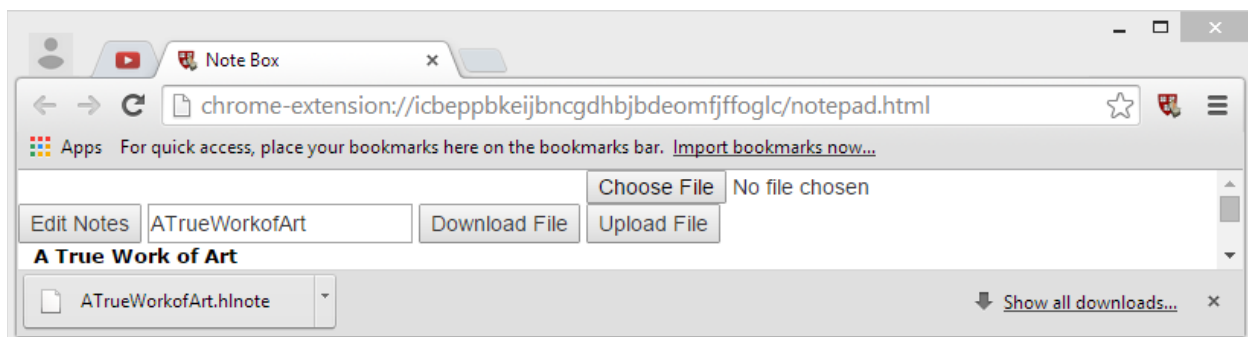 Note Box
chrome-extension://icbeppbkeijbncgdhbjbdeomfjffoglc/notepad.html
Apps For quick access, place your bookmarks here on the bookmarks bar. Import bookmarks now...
Choose File No file chosen
Edit Notes ATrueWorkofArt Download File Upload File
A True Work of Art
ATrueWorkofArt.hlnote Show all downloads...